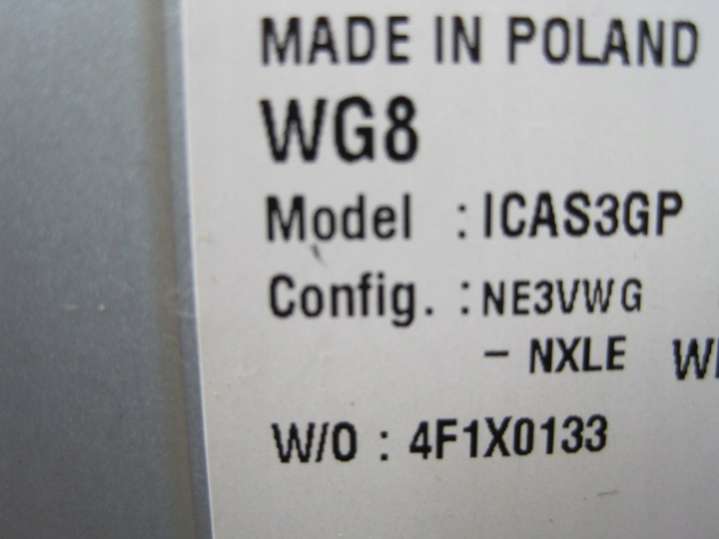 MADE IN POLAND
WG8
Model : ICAS3GP
Config. : NE3VWG
- NXLE
W/O : 4F1X0133